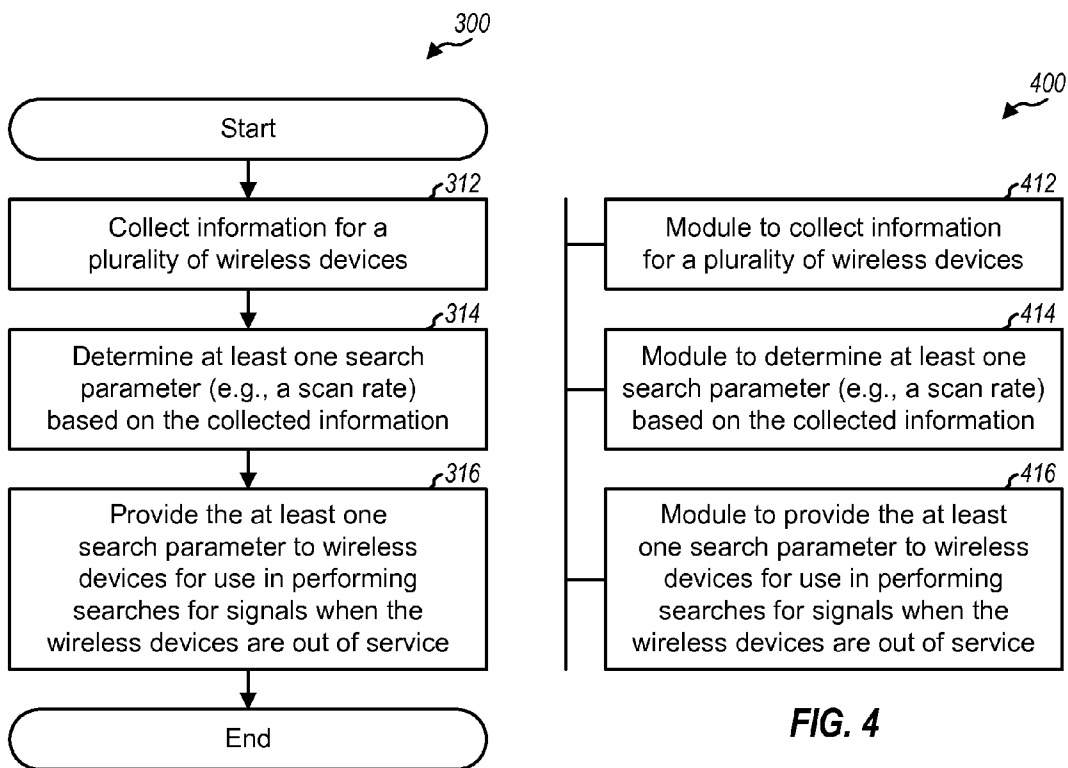 300
Start
312
Collect information for a
plurality of wireless devices
314
Determine at least one search
parameter (e.g., a scan rate)
based on the collected information
316
Provide the at least one
search parameter to wireless
devices for use in performing
searches for signals when the
wireless devices are out of service
End
400
412
Module to collect information
for a plurality of wireless devices
414
Module to determine at least one
search parameter (e.g., a scan rate)
based on the collected information
416
Module to provide the at least
one search parameter to wireless
devices for use in performing
searches for signals when the
wireless devices are out of service
FIG. 4